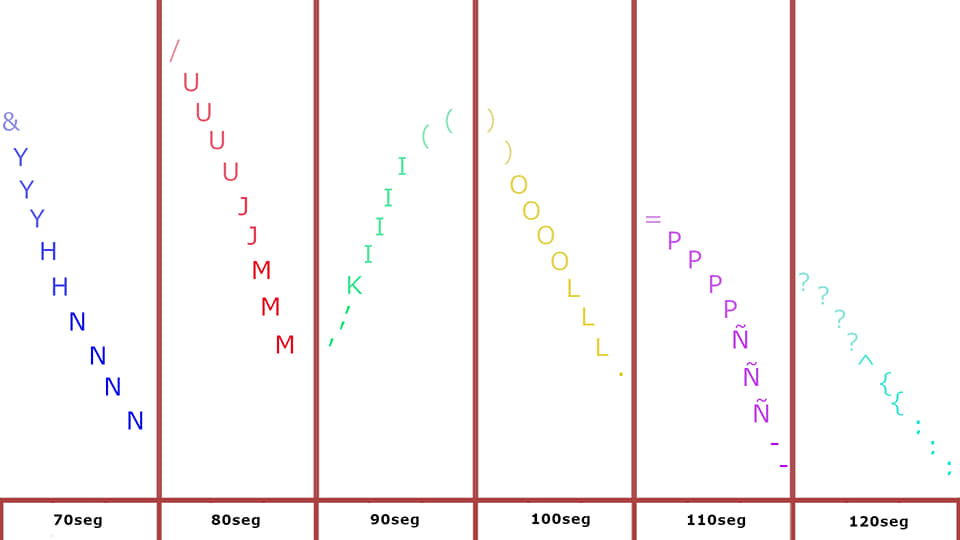 & Y Y Y H H N N N N
/ U U U U J J M M M
, , , K I I I I ( (
) ) O O O O L L L .
= P P P P Ñ Ñ Ñ - -
? ? ? ? ^ { { : : :
70seg 80seg 90seg 100seg 110seg 120seg